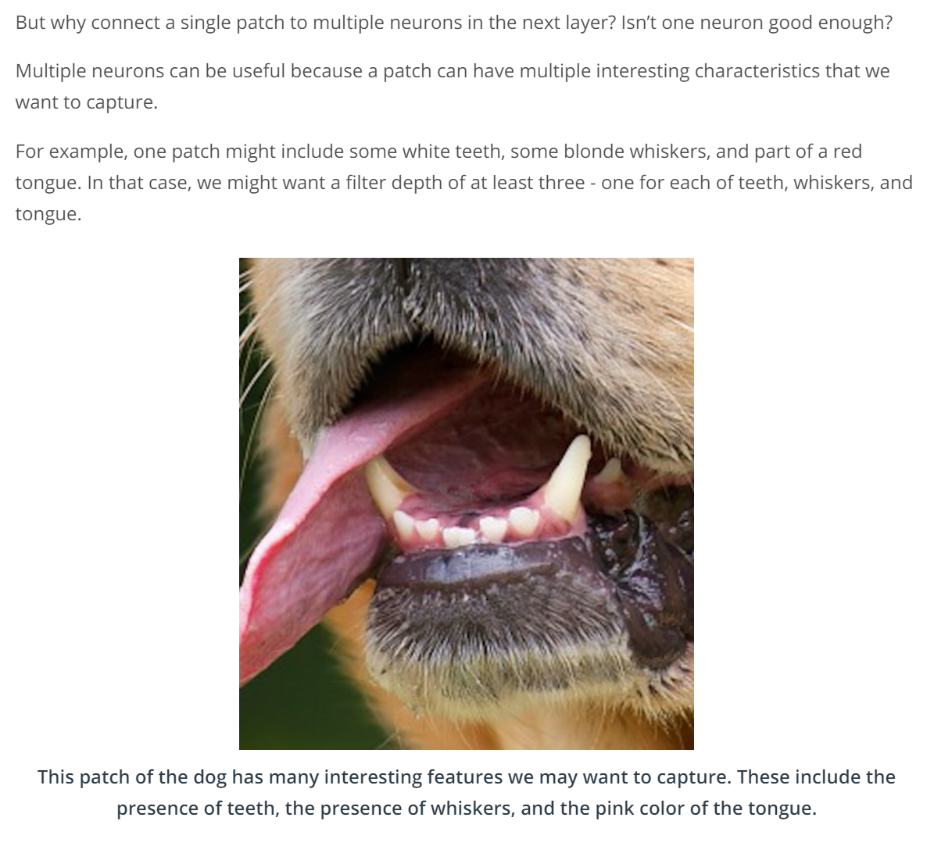 But why connect a single patch to multiple neurons in the next layer? Isn’t one neuron good enough?
Multiple neurons can be useful because a patch can have multiple interesting characteristics that we
want to capture.
For example, one patch might include some white teeth, some blonde whiskers, and part of a red
tongue. In that case, we might want a filter depth of at least three - one for each of teeth, whiskers, and
tongue.
This patch of the dog has many interesting features we may want to capture. These include the
presence of teeth, the presence of whiskers, and the pink color of the tongue.